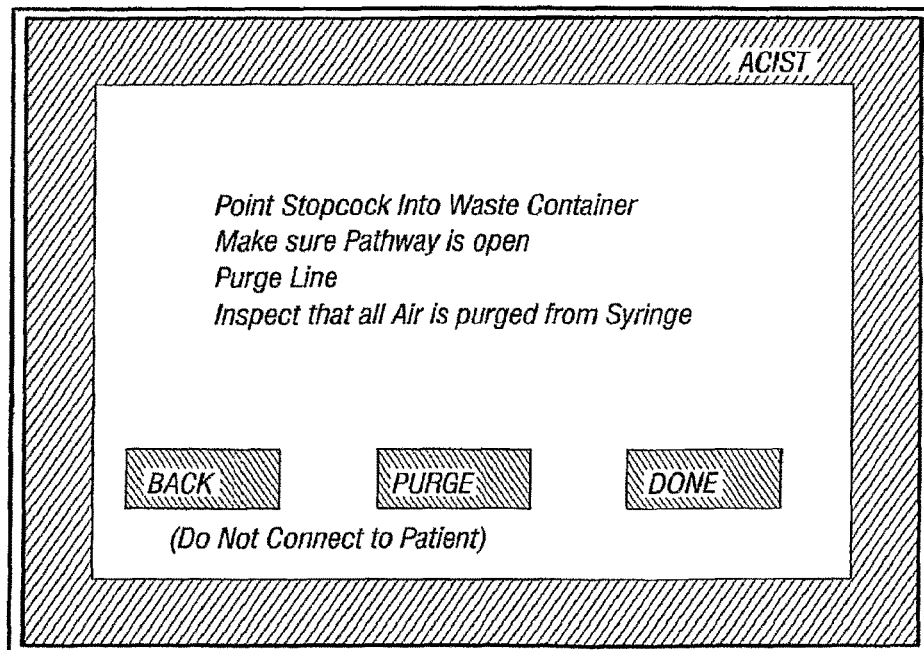 ACIST
Point Stopcock Into Waste Container
Make sure Pathway is open
Purge Line
Inspect that all Air is purged from Syringe
BACK PURGE DONE
(Do Not Connect to Patient)